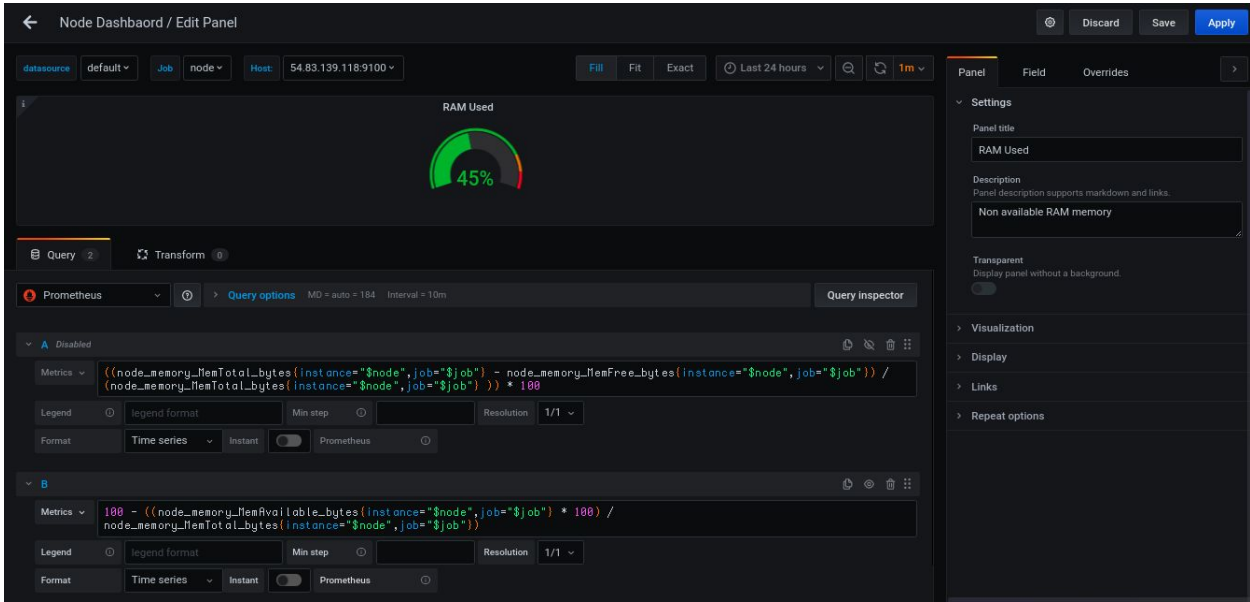 Node Dashbaord / Edit Panel
Discard Save Apply
datasource default Job node Host: 54.83.139.118:9100
Fill Fit Exact Last 24 hours 1m
Panel Field Overrides
i
RAM Used
45%
Settings
Panel title
RAM Used
Description
Panel description supports markdown and links.
Non available RAM memory
Transparent
Display panel without a background.
Visualization
Display
Links
Repeat options
Query 2 Transform 0
Prometheus Query options MD = auto = 184 Interval = 10m Query inspector
A Disabled
Metrics ((node_memory_MemTotal_bytes{instance="$node",job="$job"} - node_memory_MemFree_bytes{instance="$node",job="$job"}) /
(node_memory_MemTotal_bytes{instance="$node",job="$job"} )) * 100
Legend legend format Min step Resolution 1/1
Format Time series Instant Prometheus
B
Metrics 100 - ((node_memory_MemAvailable_bytes{instance="$node",job="$job"} * 100) /
node_memory_MemTotal_bytes{instance="$node",job="$job"})
Legend legend format Min step Resolution 1/1
Format Time series Instant Prometheus